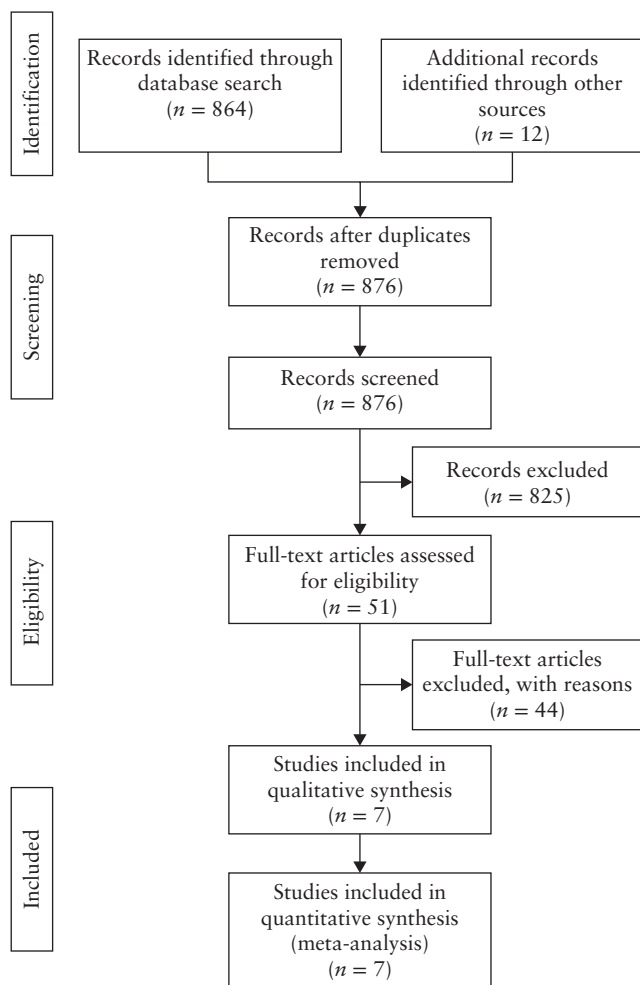 Identification
Records identified through
database search
(n = 864)
Additional records
identified through other
sources
(n = 12)
Screening
Records after duplicates
removed
(n = 876)
Records screened
(n = 876)
Records excluded
(n = 825)
Eligibility
Full-text articles assessed
for eligibility
(n = 51)
Full-text articles
excluded, with reasons
(n = 44)
Included
Studies included in
qualitative synthesis
(n = 7)
Studies included in
quantitative synthesis
(meta-analysis)
(n = 7)